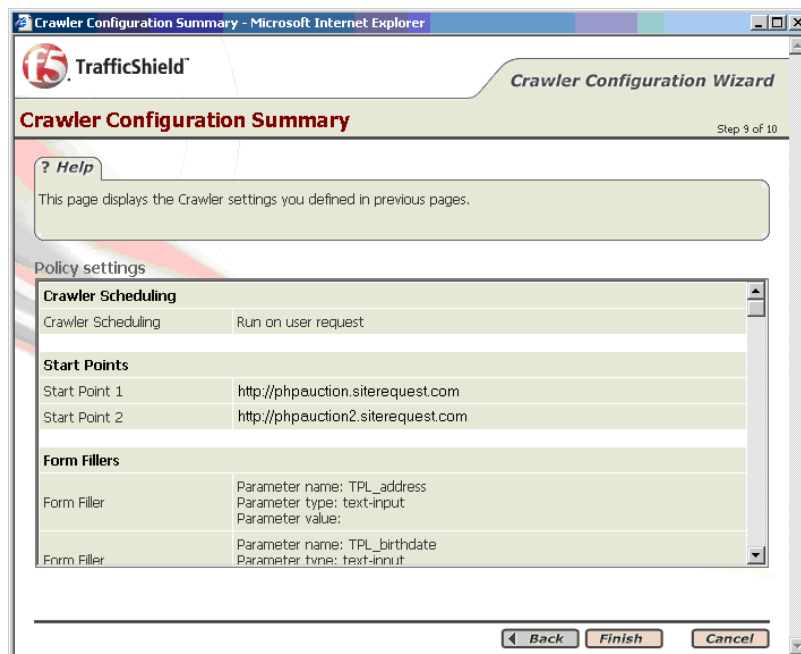 Crawler Configuration Summary - Microsoft Internet Explorer
f5 TrafficShield™
Crawler Configuration Wizard
Crawler Configuration Summary
Step 9 of 10
? Help
This page displays the Crawler settings you defined in previous pages.
Policy settings
Crawler Scheduling
Crawler Scheduling Run on user request
Start Points
Start Point 1 http://phpauction.siterequest.com
Start Point 2 http://phpauction2.siterequest.com
Form Fillers
Form Filler
Parameter name: TPL_address
Parameter type: text-input
Parameter value:
Form Filler
Parameter name: TPL_birthdate
Parameter type: text-input
Back Finish Cancel